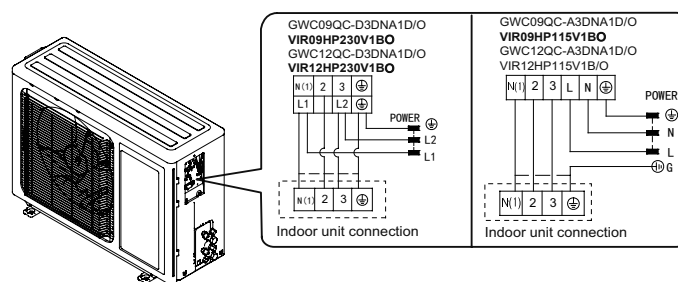 GWC09QC-D3DNA1D/O
VIR09HP230V1BO
GWC12QC-D3DNA1D/O
VIR12HP230V1BO
N(1) 2 3
L1 L2
POWER
L2
L1
N(1) 2 3
Indoor unit connection
GWC09QC-A3DNA1D/O
VIR09HP115V1BO
GWC12QC-A3DNA1D/O
VIR12HP115V1B/O
N(1) 2 3 L N
POWER
N
L
G
N(1) 2 3
Indoor unit connection